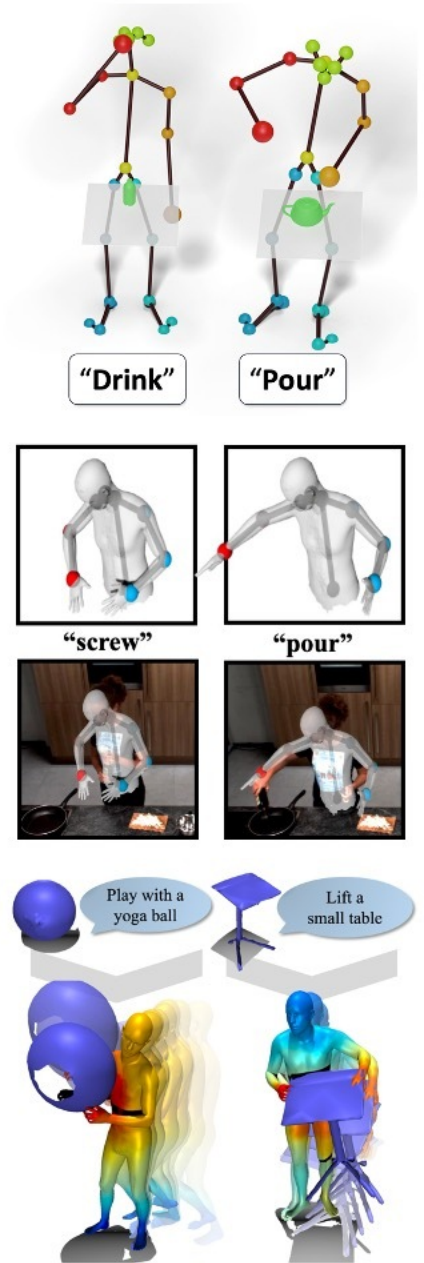 “Drink”
“Pour”
“screw”
“pour”
Play with a
yoga ball
Lift a
small table